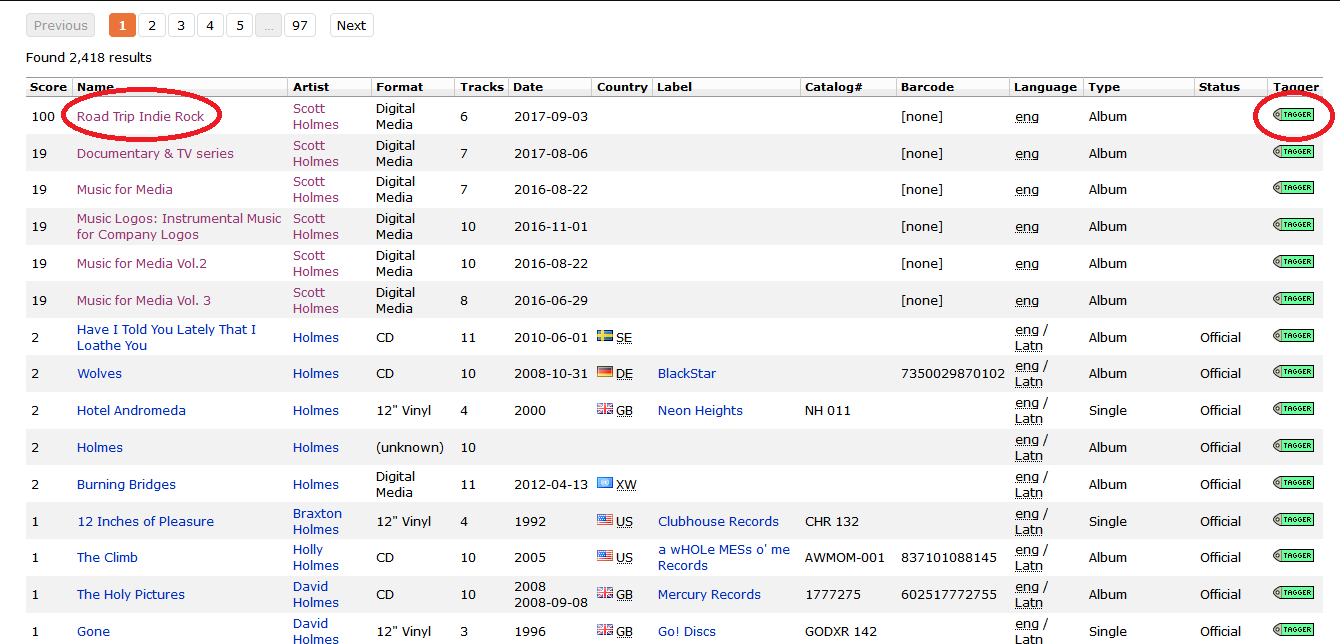 Previous 1 2 3 4 5 ... 97 Next
Found 2,418 results
Score Name Artist Format Tracks Date Country Label Catalog# Barcode Language Type Status Tagger
100 Road Trip Indie Rock Scott Holmes Digital Media 6 2017-09-03 [none] eng Album TAGGER
19 Documentary & TV series Scott Holmes Digital Media 7 2017-08-06 [none] eng Album TAGGER
19 Music for Media Scott Holmes Digital Media 7 2016-08-22 [none] eng Album TAGGER
19 Music Logos: Instrumental Music for Company Logos Scott Holmes Digital Media 10 2016-11-01 [none] eng Album TAGGER
19 Music for Media Vol.2 Scott Holmes Digital Media 10 2016-08-22 [none] eng Album TAGGER
19 Music for Media Vol. 3 Scott Holmes Digital Media 8 2016-06-29 [none] eng Album TAGGER
2 Have I Told You Lately That I Loathe You Holmes CD 11 2010-06-01 SE eng / Latn Album Official TAGGER
2 Wolves Holmes CD 10 2008-10-31 DE BlackStar 7350029870102 eng / Latn Album Official TAGGER
2 Hotel Andromeda Holmes 12" Vinyl 4 2000 GB Neon Heights NH 011 eng / Latn Single Official TAGGER
2 Holmes Holmes (unknown) 10 eng / Latn Album Official TAGGER
2 Burning Bridges Holmes Digital Media 11 2012-04-13 XW eng / Latn Album Official TAGGER
1 12 Inches of Pleasure Braxton Holmes 12" Vinyl 4 1992 US Clubhouse Records CHR 132 eng / Latn Single Official TAGGER
1 The Climb Holly Holmes CD 10 2005 US a wHOLe MESs o' me Records AWMOM-001 837101088145 eng / Latn Album Official TAGGER
1 The Holy Pictures David Holmes CD 10 2008 2008-09-08 GB Mercury Records 1777275 602517772755 eng / Latn Album Official TAGGER
1 Gone David Holmes 12" Vinyl 3 1996 GB Go! Discs GODXR 142 eng / Latn Single Official TAGGER